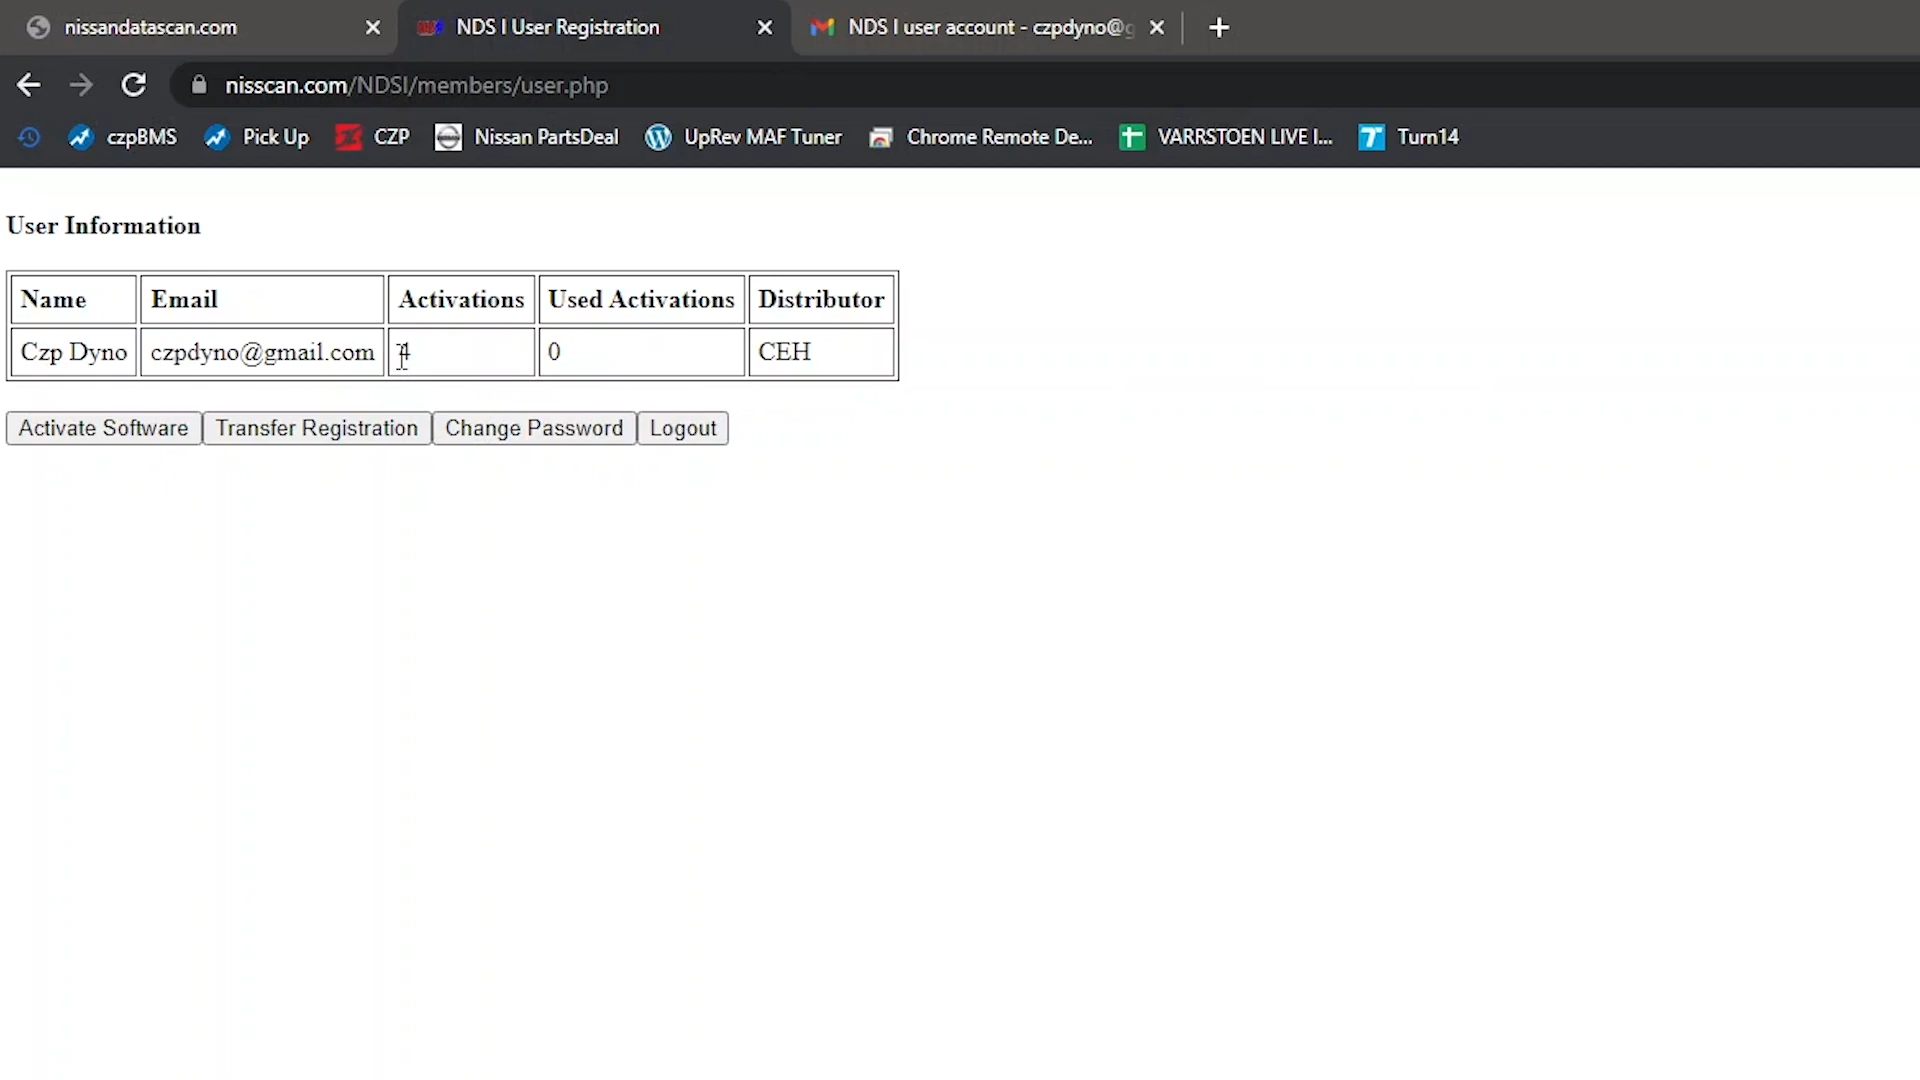 nissandatascan.com
NDS I User Registration
NDS I user account - czpdyno@g
nisscan.com/NDSI/members/user.php
czpBMS
Pick Up
CZP
Nissan PartsDeal
UpRev MAF Tuner
Chrome Remote De...
VARRSTOEN LIVE I...
Turn14
User Information
Name Email Activations Used Activations Distributor
Czp Dyno czpdyno@gmail.com 4 0 CEH
Activate Software Transfer Registration Change Password Logout